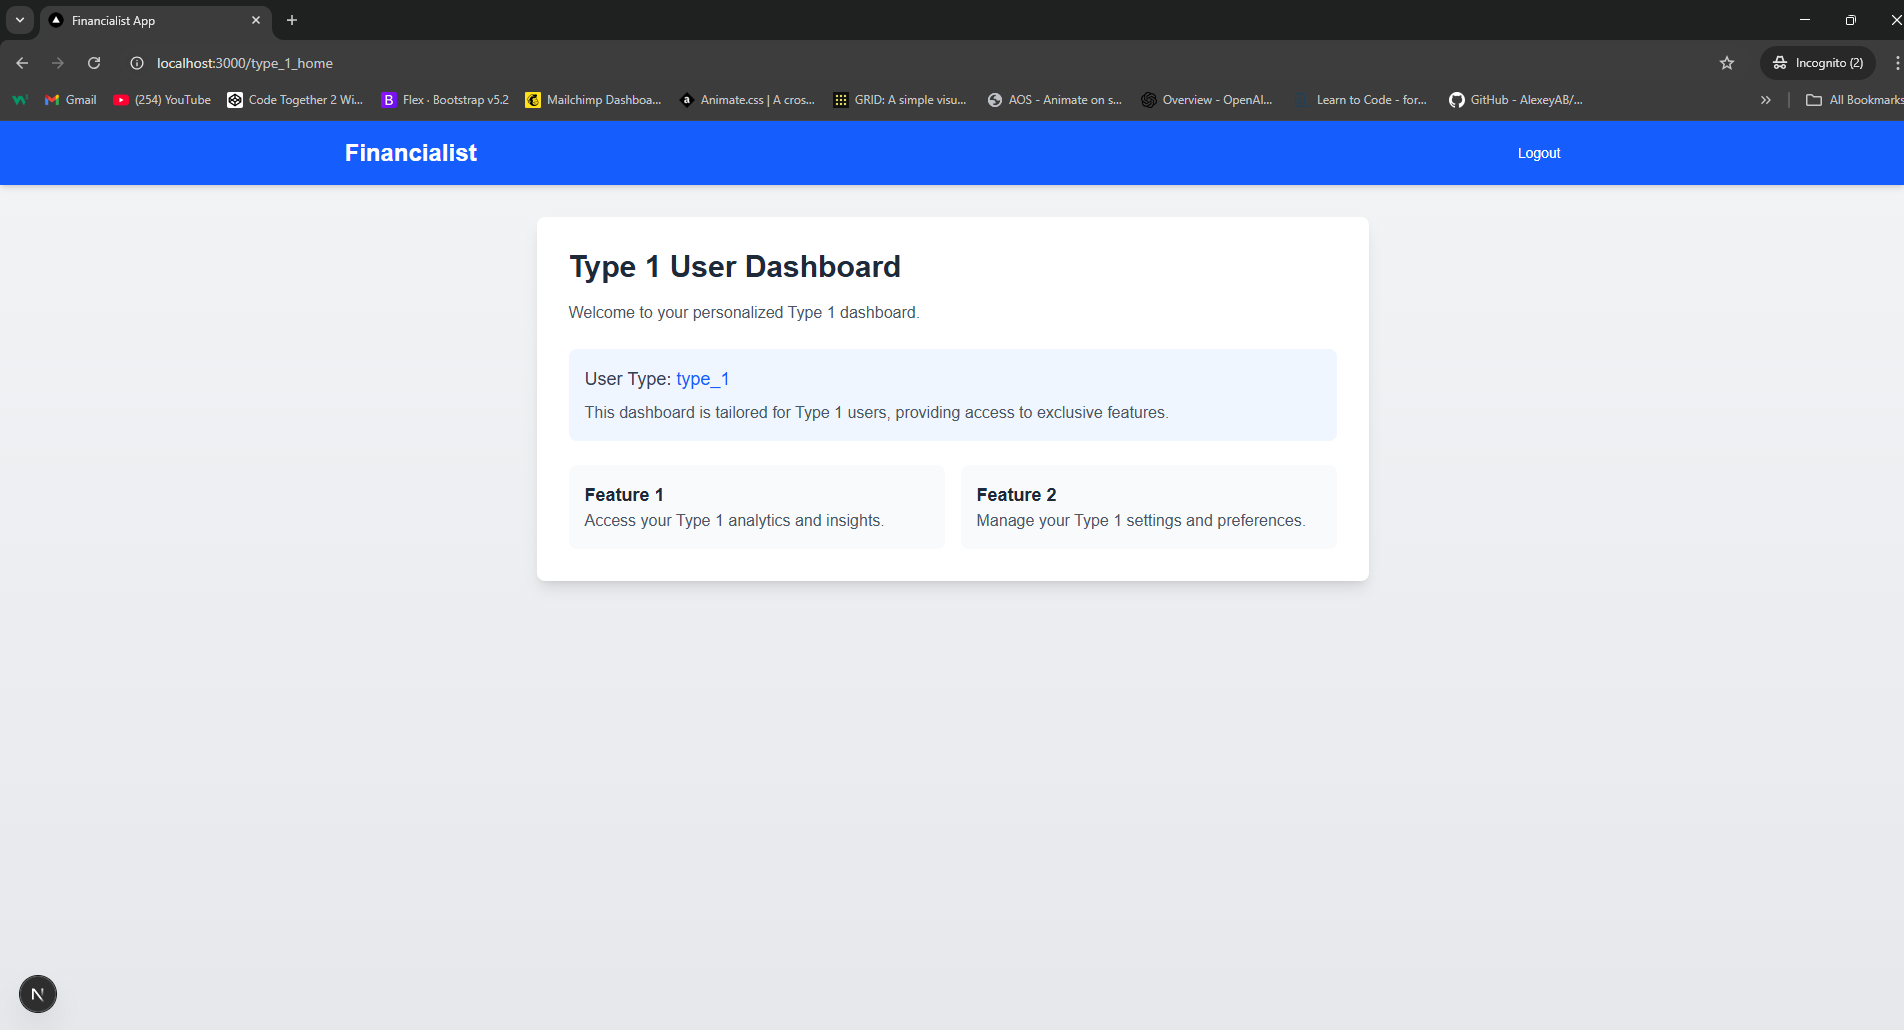 Financialist App
localhost:3000/type_1_home
Incognito (2)
Gmail
(254) YouTube
Code Together 2 Wi...
B
Flex · Bootstrap v5.2
Mailchimp Dashboa...
a
Animate.css | A cros...
GRID: A simple visu...
AOS - Animate on s...
Overview - OpenAI...
Learn to Code - for...
GitHub - AlexeyAB/...
All Bookmarks
Financialist
Logout
Type 1 User Dashboard
Welcome to your personalized Type 1 dashboard.
User Type: type_1
This dashboard is tailored for Type 1 users, providing access to exclusive features.
Feature 1
Access your Type 1 analytics and insights.
Feature 2
Manage your Type 1 settings and preferences.
N